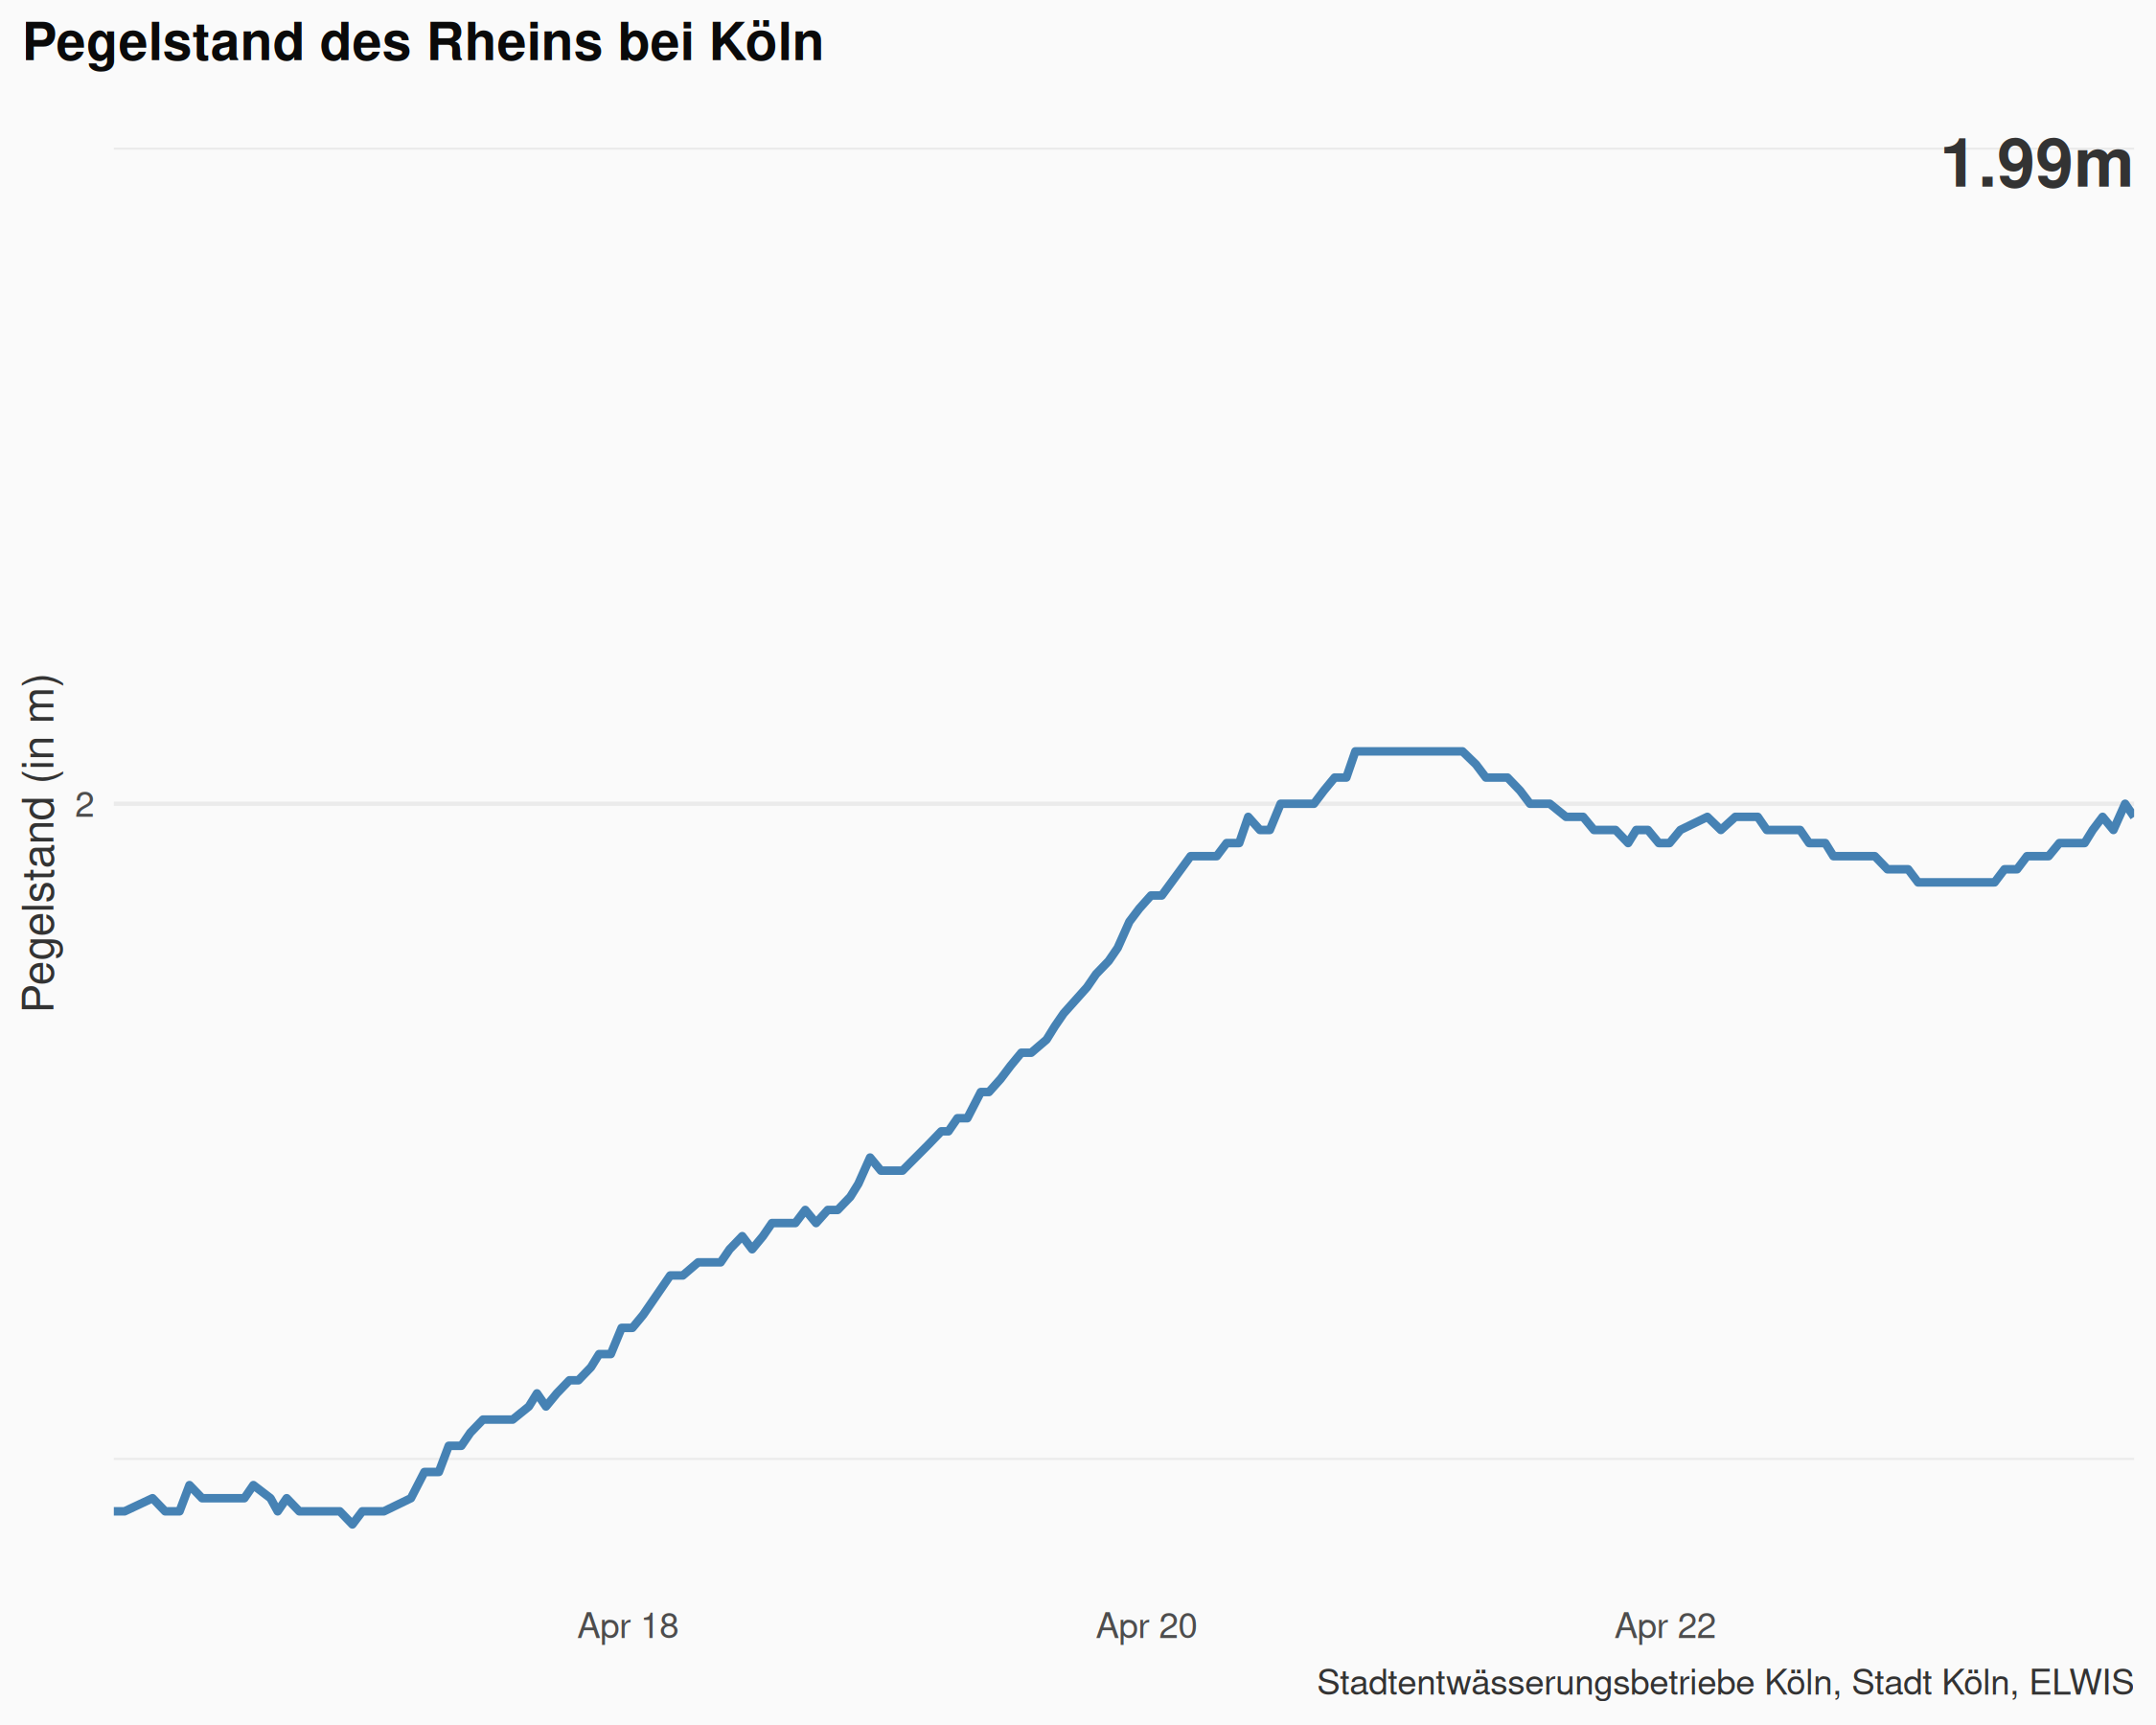 Pegelstand des Rheins bei Köln
1.99m
Pegelstand (in m)
2
Apr 18
Apr 20
Apr 22
Stadtentwässerungsbetriebe Köln, Stadt Köln, ELWIS